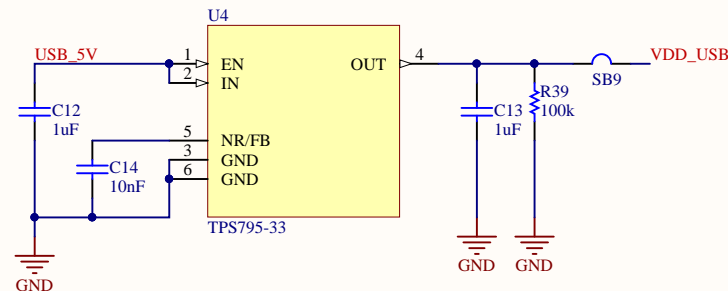 U4
USB_5V
1
EN
2
IN
OUT
4
VDD_USB
SB9
C12
1uF
C14
10nF
5
NR/FB
3
GND
6
GND
C13
1uF
R39
100k
TPS795-33
GND
GND
GND